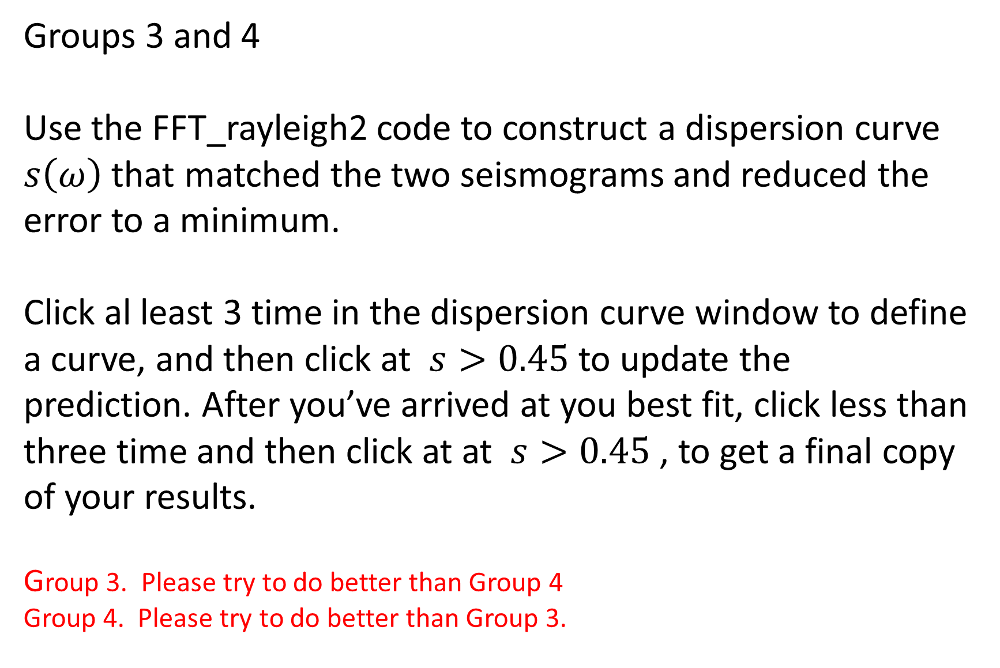 Groups 3 and 4
Use the FFT_rayleigh2 code to construct a dispersion curve
s(ω) that matched the two seismograms and reduced the
error to a minimum.
Click al least 3 time in the dispersion curve window to define
a curve, and then click at s > 0.45 to update the
prediction. After you’ve arrived at you best fit, click less than
three time and then click at at s > 0.45 , to get a final copy
of your results.
Group 3. Please try to do better than Group 4
Group 4. Please try to do better than Group 3.